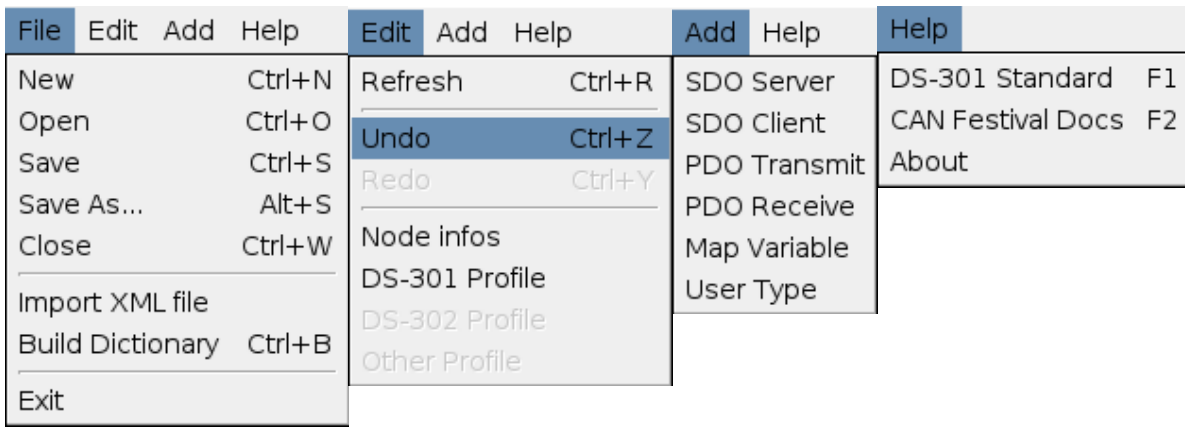 File Edit Add Help
New Ctrl+N
Open Ctrl+O
Save Ctrl+S
Save As... Alt+S
Close Ctrl+W
Import XML file
Build Dictionary Ctrl+B
Exit
Edit Add Help
Refresh Ctrl+R
Undo Ctrl+Z
Redo Ctrl+Y
Node infos
DS-301 Profile
DS-302 Profile
Other Profile
Add Help
SDO Server
SDO Client
PDO Transmit
PDO Receive
Map Variable
User Type
Help
DS-301 Standard F1
CAN Festival Docs F2
About